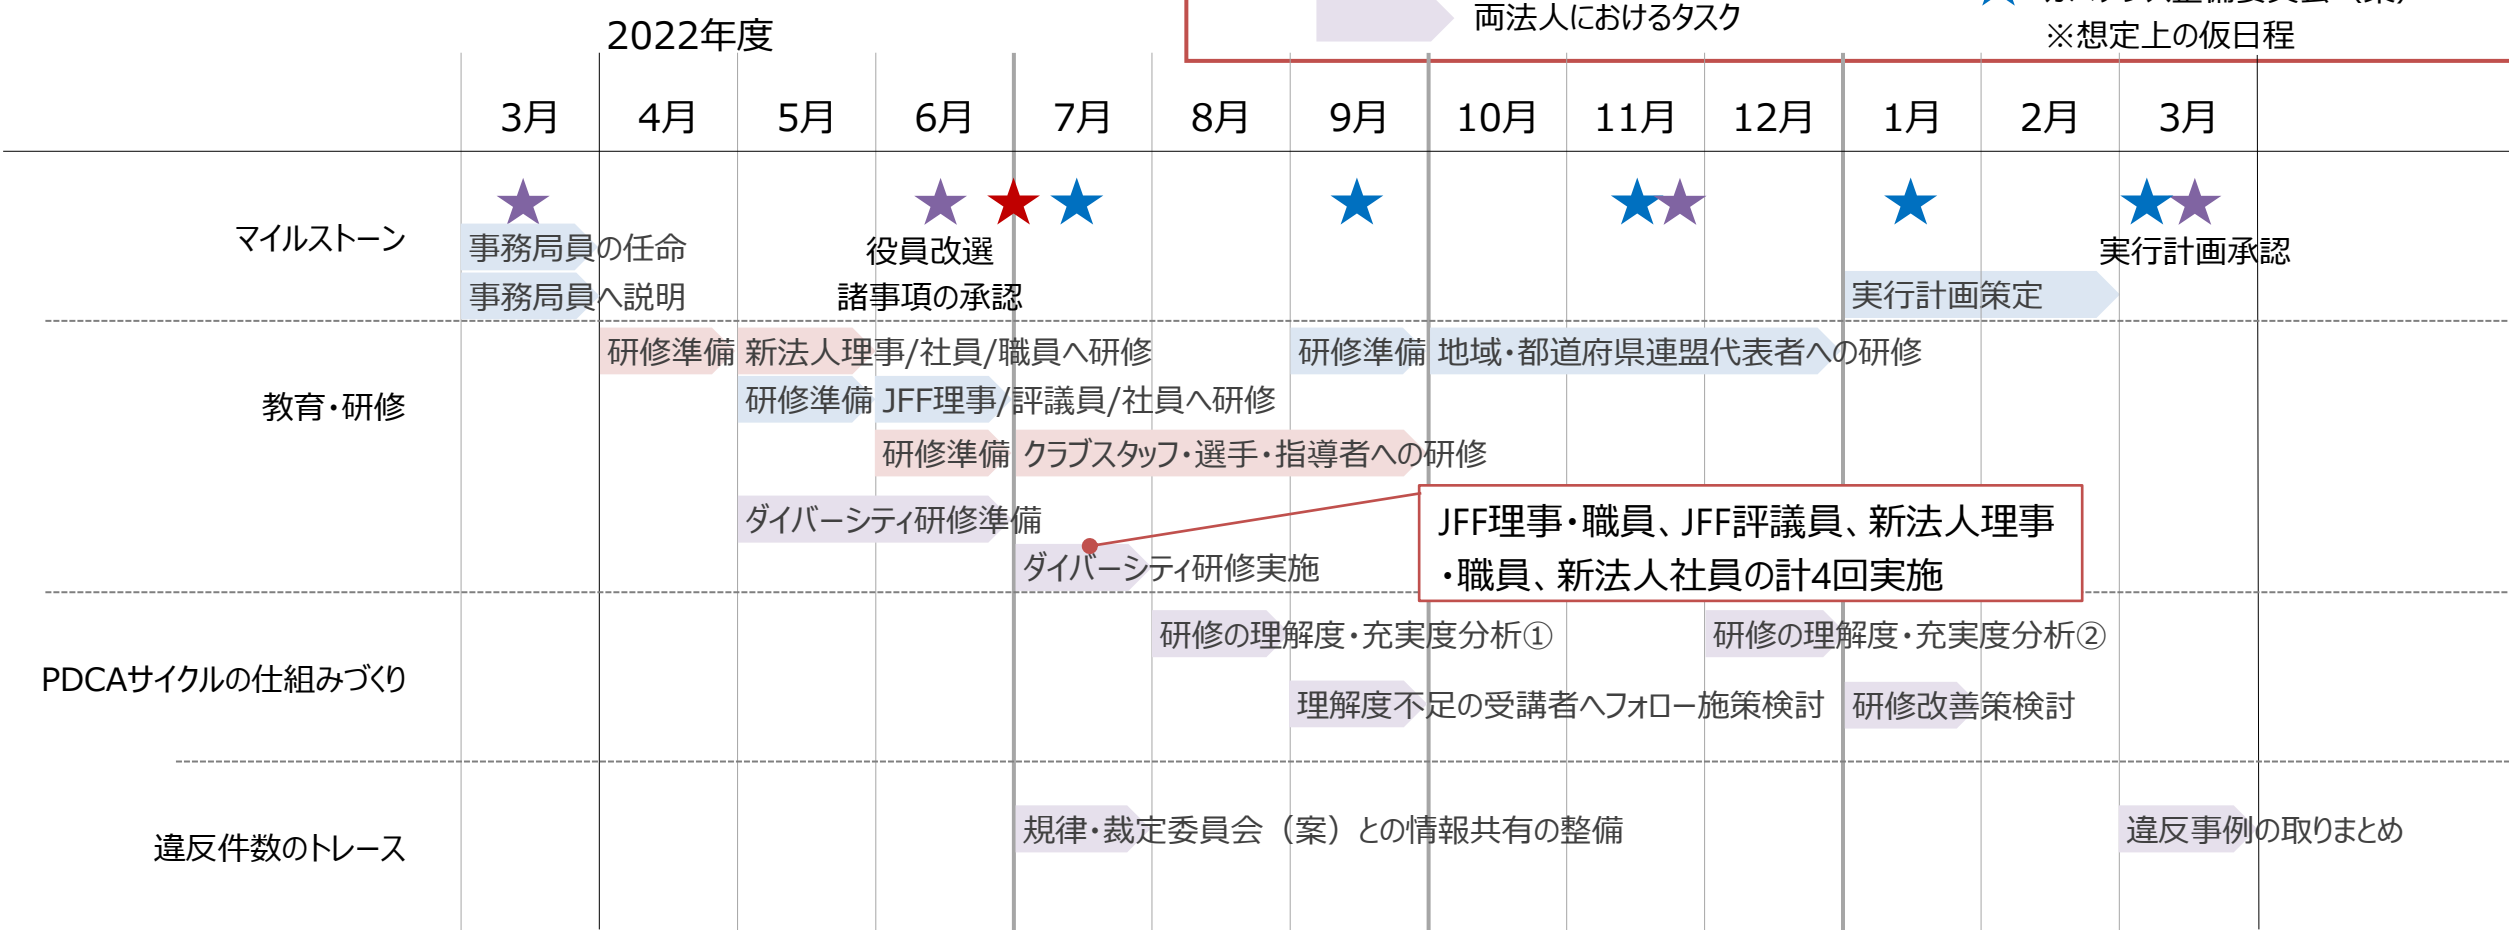 両法人におけるタスク
※想定上の仮日程
2022年度
3月 4月 5月 6月 7月 8月 9月 10月 11月 12月 1月 2月 3月
マイルストーン
事務局員の任命
事務局員へ説明
役員改選
諸事項の承認
実行計画承認
実行計画策定
教育・研修
研修準備 新法人理事/社員/職員へ研修
研修準備 地域・都道府県連盟代表者への研修
研修準備 JFF理事/評議員/社員へ研修
研修準備 クラブスタッフ・選手・指導者への研修
ダイバーシティ研修準備
ダイバーシティ研修実施
JFF理事・職員、JFF評議員、新法人理事
・職員、新法人社員の計4回実施
PDCAサイクルの仕組みづくり
研修の理解度・充実度分析①
研修の理解度・充実度分析②
理解度不足の受講者へフォロー施策検討
研修改善策検討
違反件数のトレース
規律・裁定委員会（案）との情報共有の整備
違反事例の取りまとめ